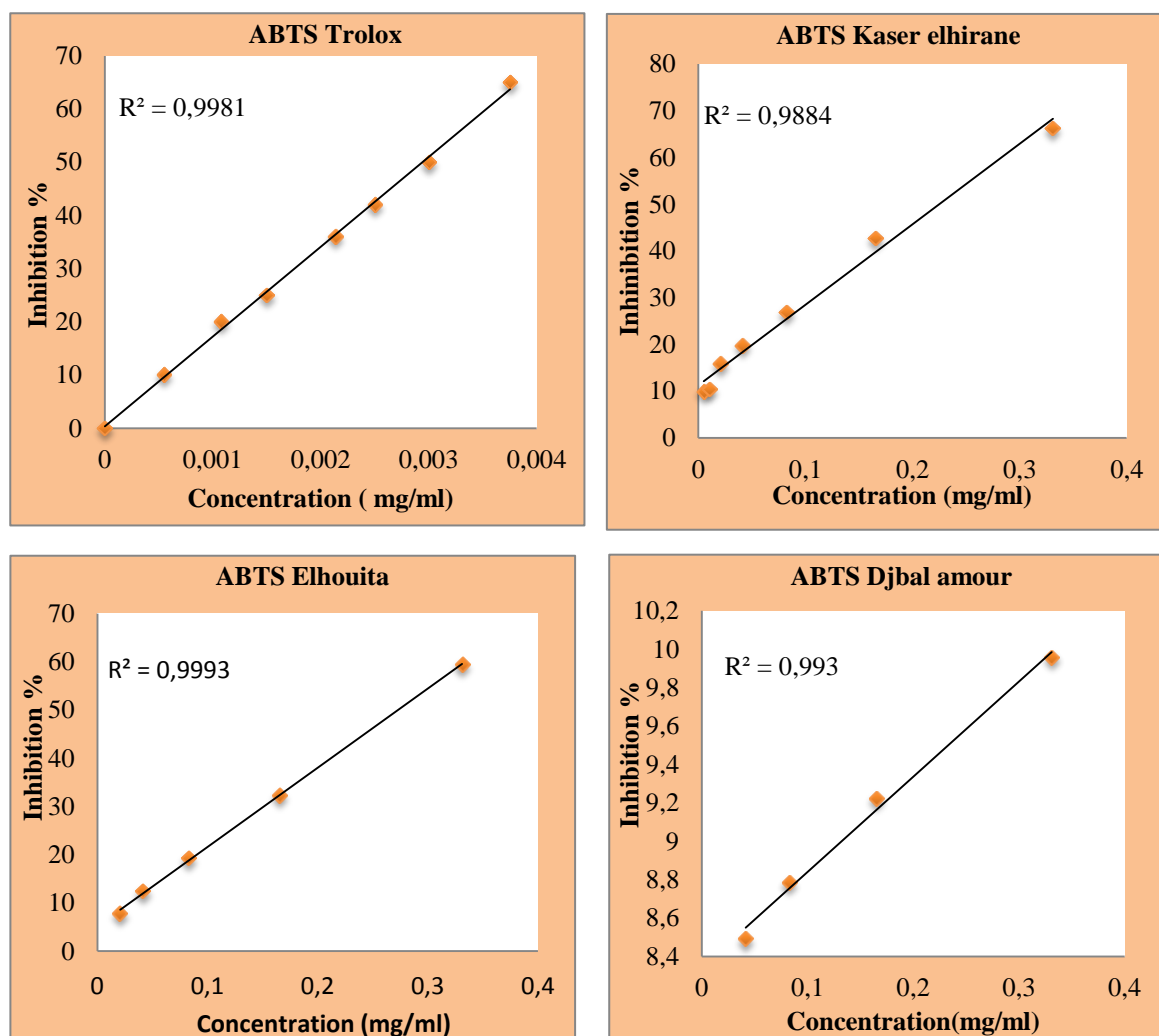 ABTS Trolox
70
60
50
40
30
20
10
0
R² = 0,9981
Inhibition %
0 0,001 0,002 0,003 0,004
Concentration ( mg/ml)
ABTS Kaser elhirane
80
70
60
50
40
30
20
10
0
R² = 0,9884
Inhinibition %
0 0,1 0,2 0,3 0,4
Concentration (mg/ml)
ABTS Elhouita
70
60
50
40
30
20
10
0
R² = 0,9993
Inhibition %
0 0,1 0,2 0,3 0,4
Concentration (mg/ml)
ABTS Djbal amour
10,2
10
9,8
9,6
9,4
9,2
9
8,8
8,6
8,4
R² = 0,993
Inhibition %
0 0,1 0,2 0,3 0,4
Concentration(mg/ml)